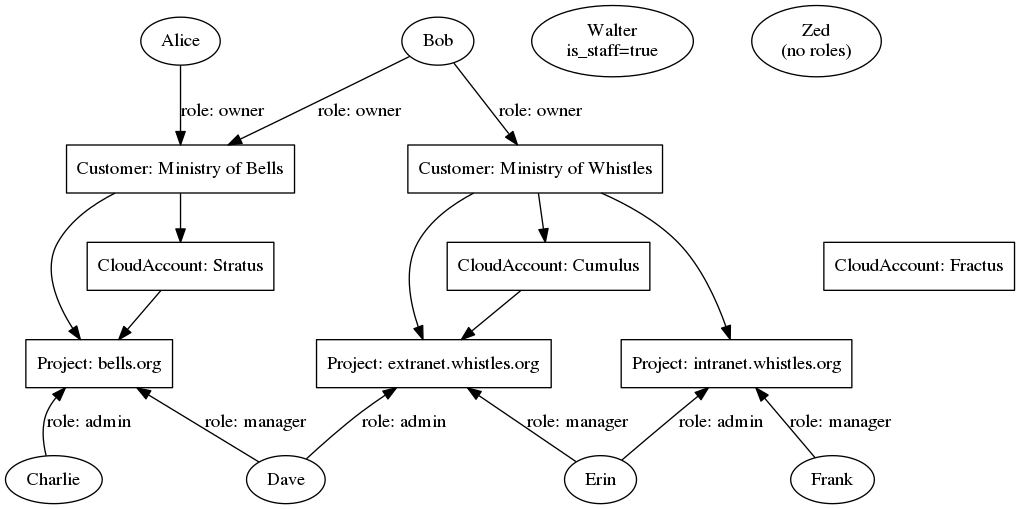 Alice
Bob
Walter
is_staff=true
Zed
(no roles)
role: owner
role: owner
role: owner
Customer: Ministry of Bells
Customer: Ministry of Whistles
CloudAccount: Stratus
CloudAccount: Cumulus
CloudAccount: Fractus
Project: bells.org
Project: extranet.whistles.org
Project: intranet.whistles.org
role: admin
role: manager
role: admin
role: manager
role: admin
role: manager
Charlie
Dave
Erin
Frank